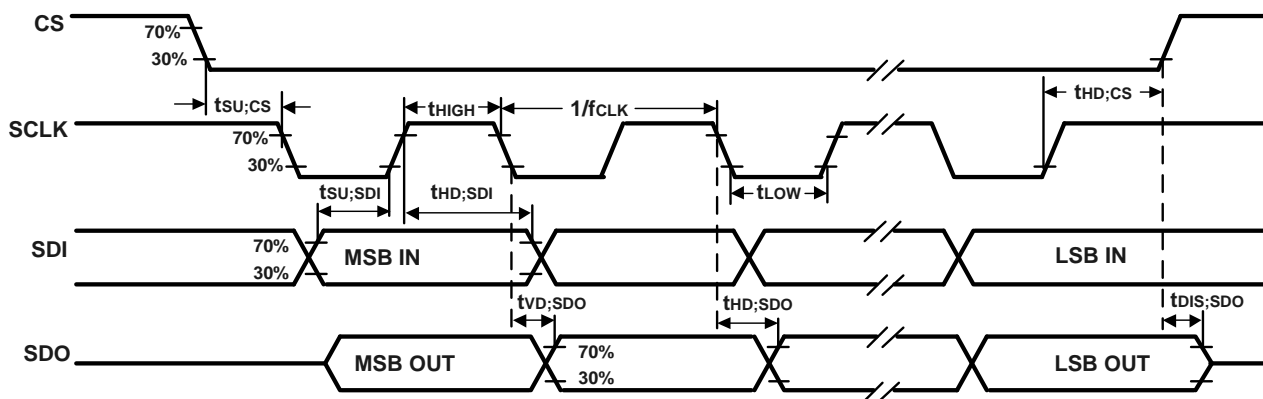 CS
70%
30%
tSU;CS
tHIGH
1/fCLK
tHD;CS
SCLK
70%
30%
tSU;SDI
tHD;SDI
tLOW
SDI
70%
30%
MSB IN
LSB IN
tVD;SDO
tHD;SDO
tDIS;SDO
SDO
MSB OUT
70%
30%
LSB OUT